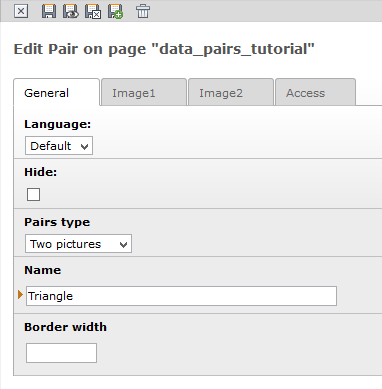 Edit Pair on page "data_pairs_tutorial"
General Image1 Image2 Access
Language:
Default
Hide:
Pairs type
Two pictures
Name
Triangle
Border width